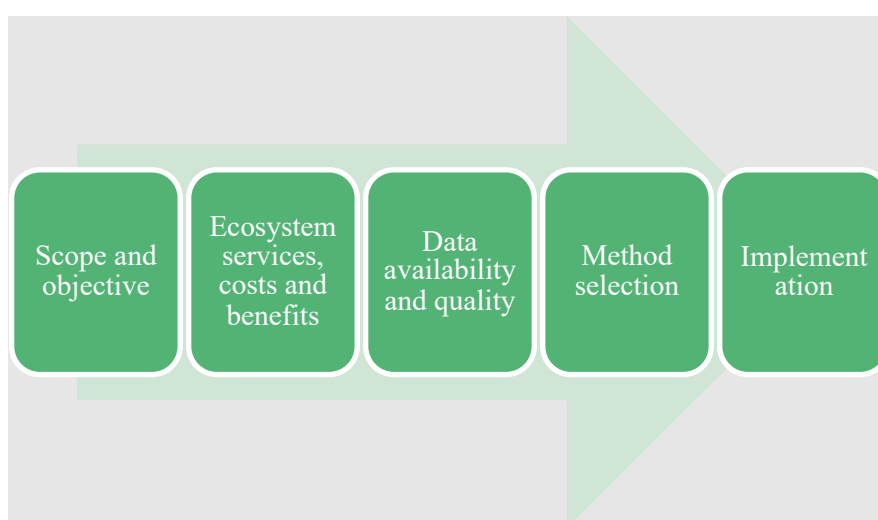 Scope and
objective
Ecosystem
services,
costs and
benefits
Data
availability
and quality
Method
selection
Implement
ation